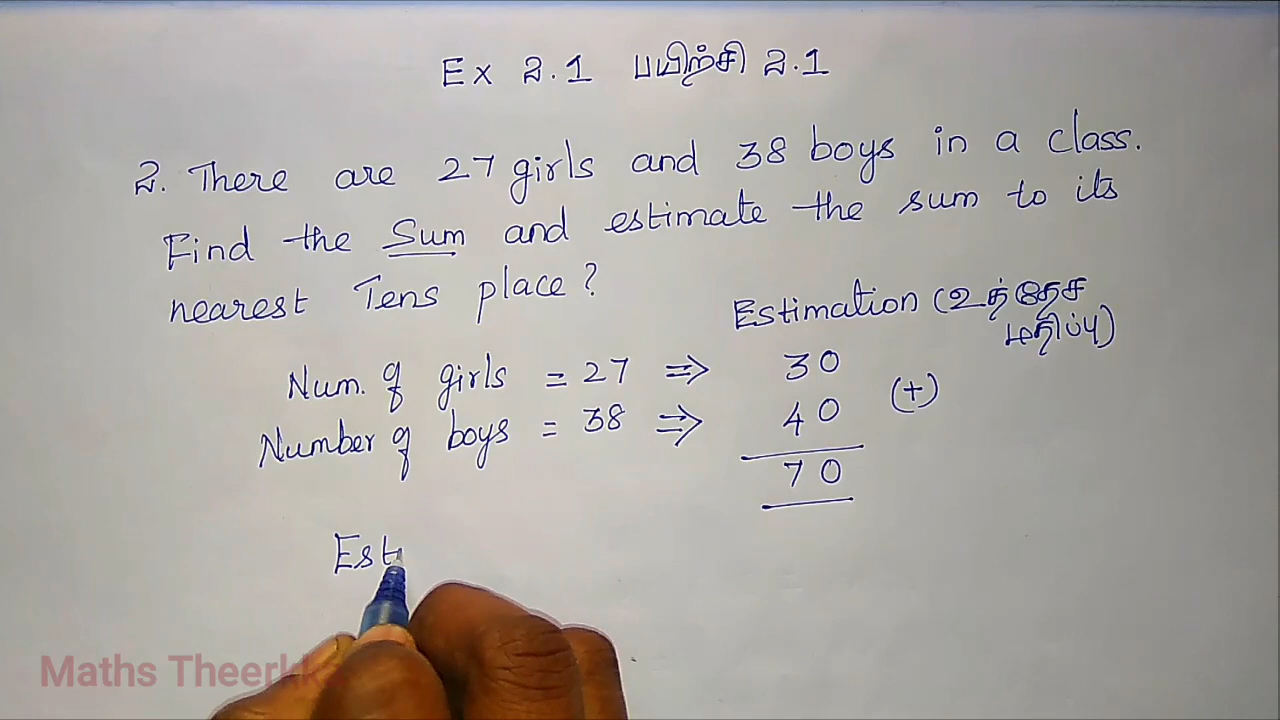 Ex 2.1 பயிற்சி 2.1
2. There are 27 girls and 38 boys in a class.
Find the Sum and estimate the sum to its
nearest Tens place?
Estimation (உத்தேச
மதிப்பு)
Num. of girls = 27 ⇒ 30
Number of boys = 38 ⇒ 40 (+)
70
Est
Maths Theerkk